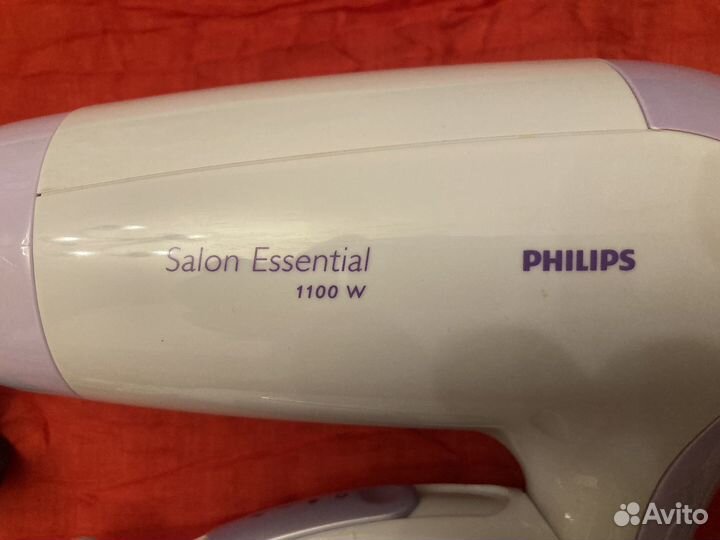 Salon Essential
1100 W
PHILIPS
Avito